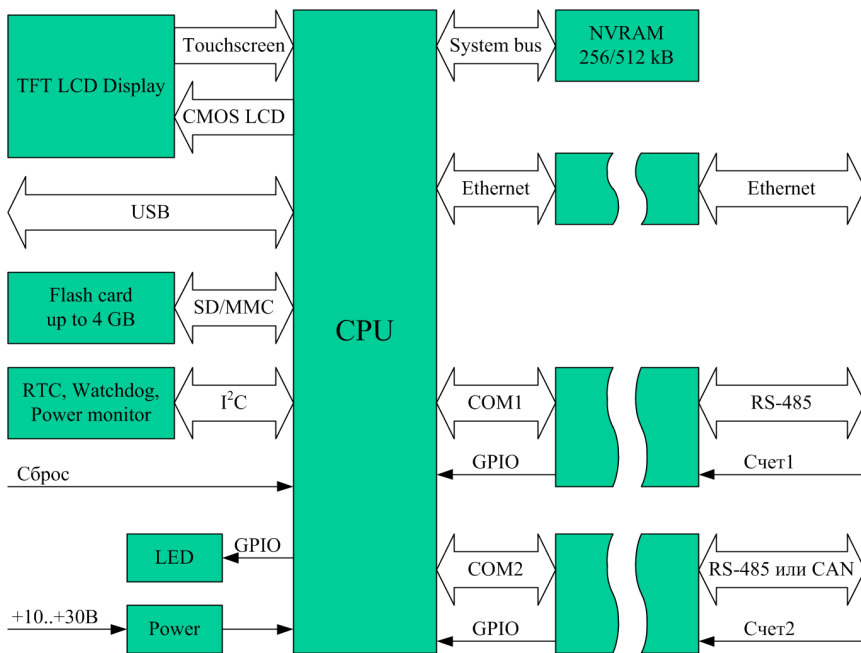 Touchscreen
System bus
NVRAM
256/512 kB
TFT LCD Display
CMOS LCD
Ethernet
Ethernet
USB
Flash card
up to 4 GB
SD/MMC
CPU
RTC, Watchdog,
Power monitor
I²C
COM1
RS-485
Сброс
GPIO
Счет1
LED
GPIO
COM2
RS-485 или CAN
+10..+30В
Power
GPIO
Счет2